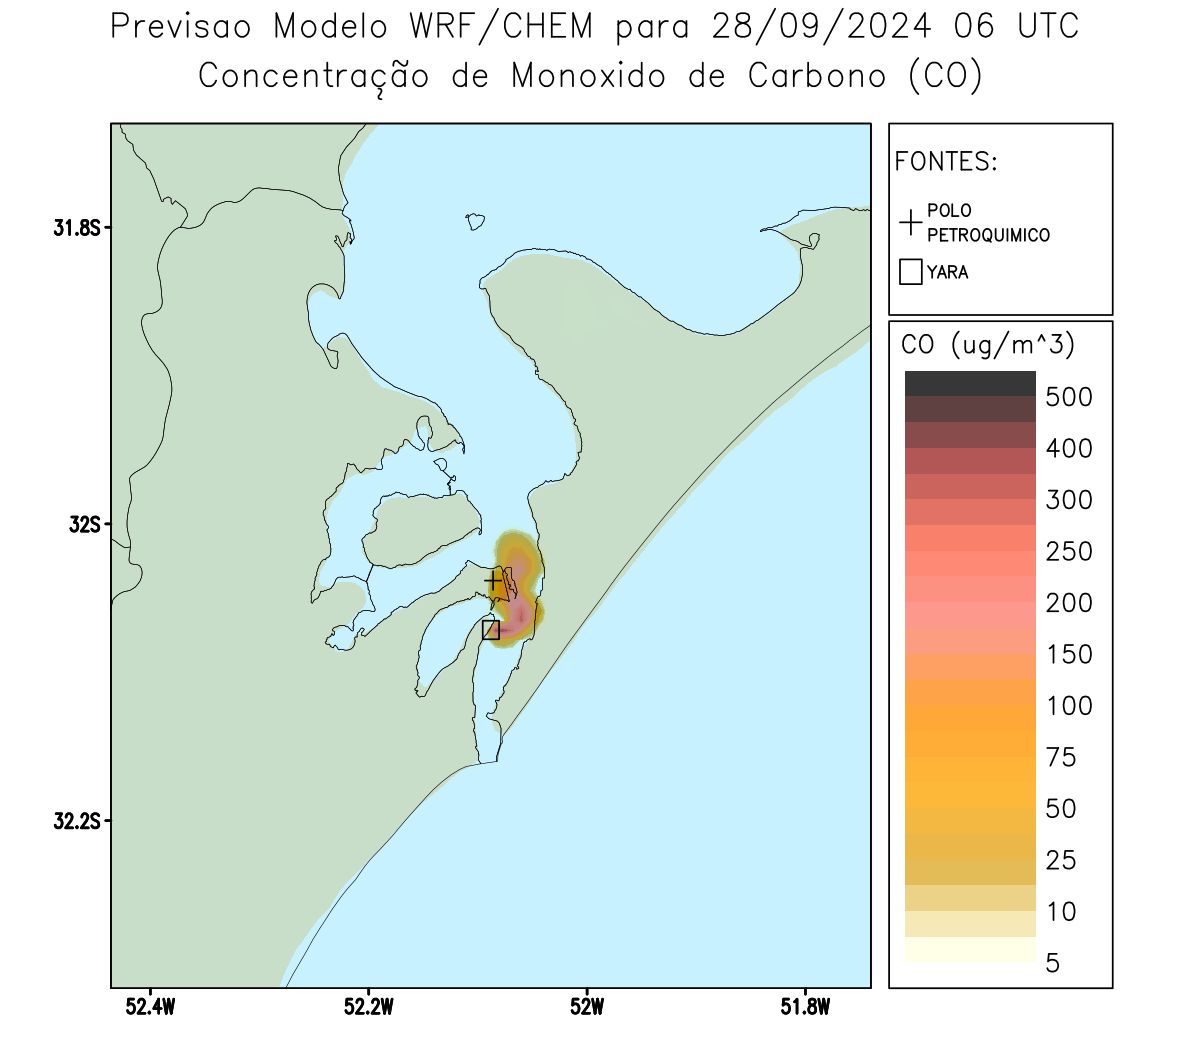 Previsao Modelo WRF/CHEM para 28/09/2024 06 UTC
Concentração de Monoxido de Carbono (CO)
FONTES:
POLO
PETROQUIMICO
YARA
CO (ug/m^3)
500
400
300
250
200
150
100
75
50
25
10
5
31.8S
32S
32.2S
52.4W
52.2W
52W
51.8W